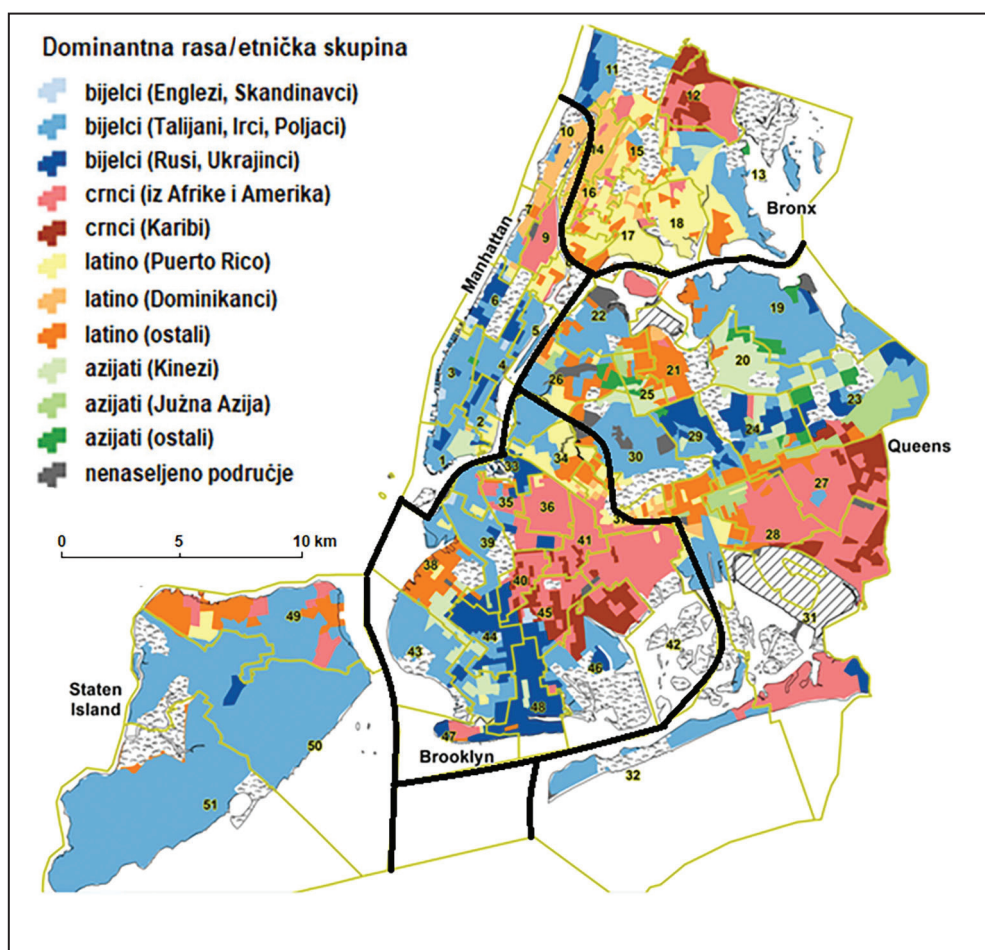 Dominantna rasa/etnička skupina
bijelci (Englezi, Skandinavci)
bijelci (Talijani, Irci, Poljaci)
bijelci (Rusi, Ukrajinci)
crnci (iz Afrike i Amerika)
crnci (Karibi)
latino (Puerto Rico)
latino (Dominikanci)
latino (ostali)
azijati (Kinezi)
azijati (Južna Azija)
azijati (ostali)
nenaseljeno područje
0 5 10 km
Manhattan
Bronx
Queens
Brooklyn
Staten
Island
11
12
10
14
15
13
16
18
7
9
17
6
19
22
5
20
21
3
4
26
25
23
24
2
29
30
34
1
33
27
35
36
37
28
39
41
38
40
31
45
49
44
42
43
46
48
47
50
32
51